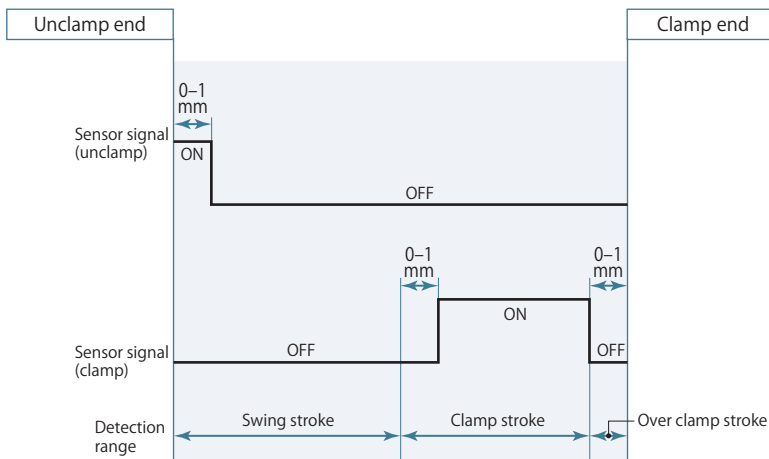 Unclamp end
Clamp end
0–1
mm
Sensor signal
(unclamp)
ON
OFF
0–1
mm
0–1
mm
ON
Sensor signal
(clamp)
OFF
OFF
Detection
range
Swing stroke
Clamp stroke
Over clamp stroke